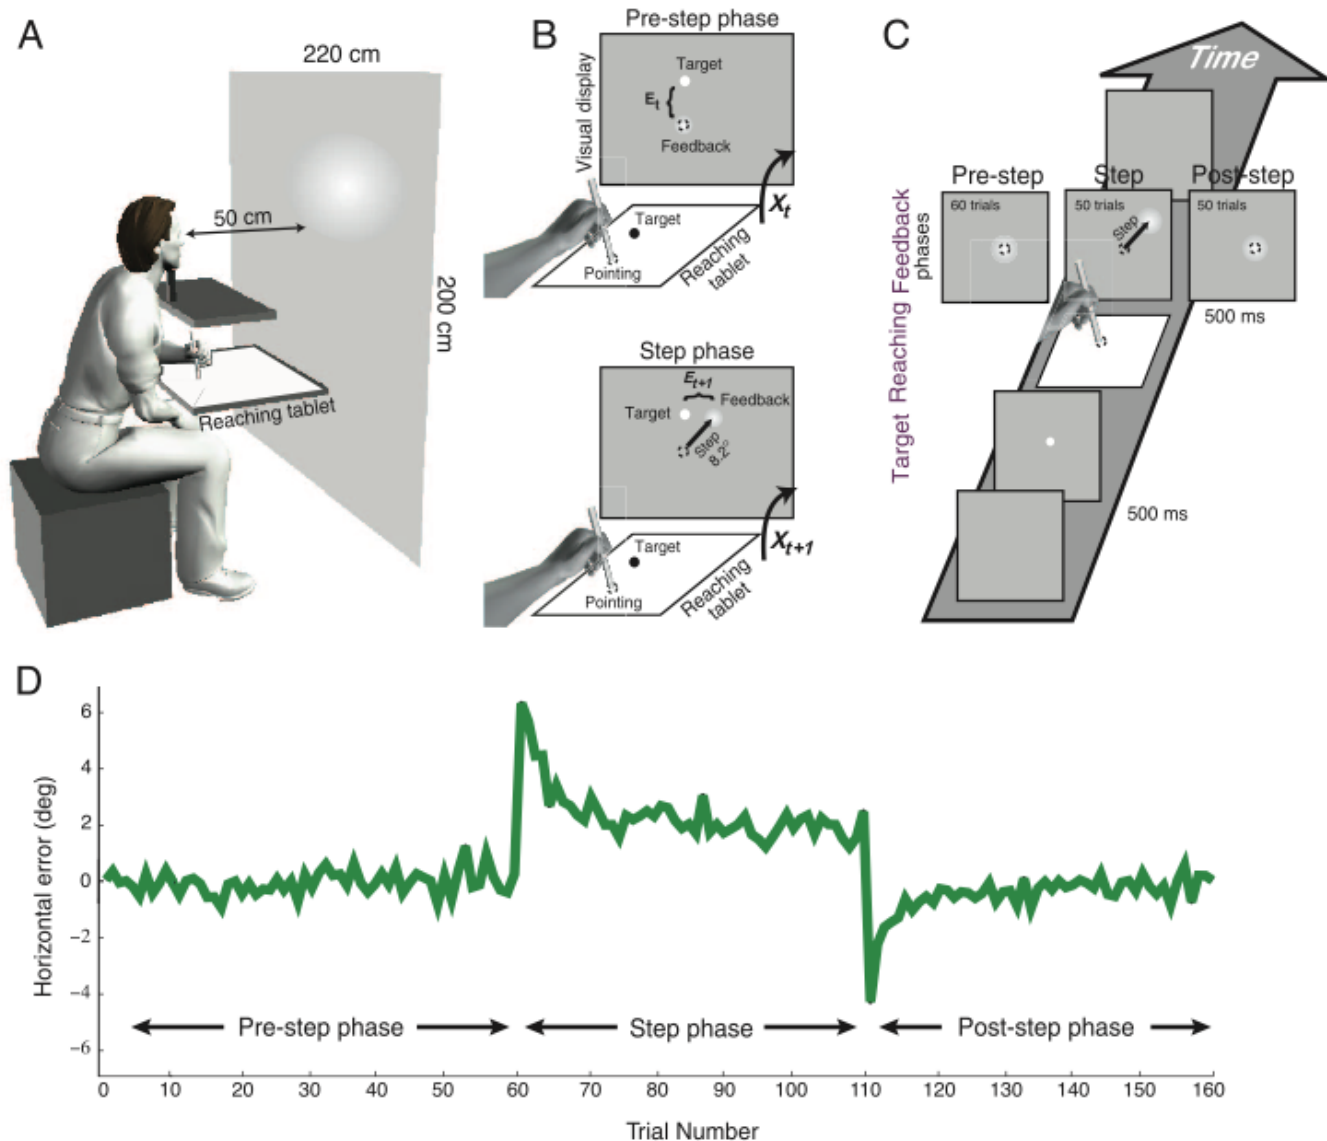 A
220 cm
50 cm
200 cm
Reaching tablet
B
Pre-step phase
Visual display
Target
Et
Feedback
Xt
Target
Pointing
Reaching
tablet
Step phase
Et+1
Target
Feedback
Step
8.2°
Xt+1
Target
Pointing
Reaching
tablet
C
Time
Pre-step
Step
Post-step
60 trials
50 trials
50 trials
Step
Target Reaching Feedback
phases
500 ms
500 ms
D
Horizontal error (deg)
6
4
2
0
−2
−4
−6
Pre-step phase
Step phase
Post-step phase
0 10 20 30 40 50 60 70 80 90 100 110 120 130 140 150 160
Trial Number